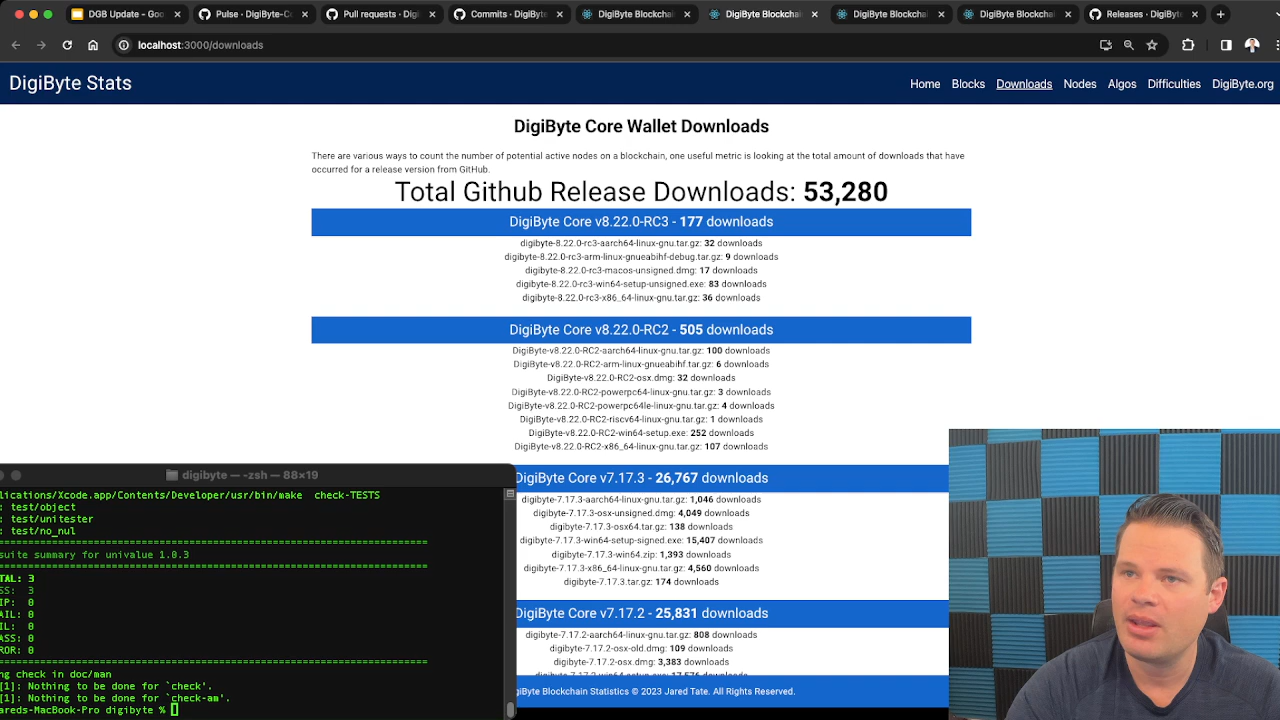 DGB Update -
Pulse · DigiByte-C
Pull requests · Digi
Commits · DigiByte
DigiByte Blockchai
DigiByte Blockchai
DigiByte Blockchai
DigiByte Blockchai
Releases · DigiByt
localhost:3000/downloads
DigiByte Stats
Home Blocks Downloads Nodes Algos Difficulties DigiByte.org
DigiByte Core Wallet Downloads
There are various ways to count the number of potential active nodes on a blockchain, one useful metric is looking at the total amount of downloads that have
occurred for a release version from GitHub.
Total Github Release Downloads: 53,280
DigiByte Core v8.22.0-RC3 - 177 downloads
digibyte-8.22.0-rc3-aarch64-linux-gnu.tar.gz: 32 downloads
digibyte-8.22.0-rc3-arm-linux-gnueabihf-debug.tar.gz: 9 downloads
digibyte-8.22.0-rc3-macos-unsigned.dmg: 17 downloads
digibyte-8.22.0-rc3-win64-setup-unsigned.exe: 83 downloads
digibyte-8.22.0-rc3-x86_64-linux-gnu.tar.gz: 36 downloads
DigiByte Core v8.22.0-RC2 - 505 downloads
DigiByte-v8.22.0-RC2-aarch64-linux-gnu.tar.gz: 100 downloads
DigiByte-v8.22.0-RC2-arm-linux-gnueabihf.tar.gz: 6 downloads
DigiByte-v8.22.0-RC2-osx.dmg: 32 downloads
DigiByte-v8.22.0-RC2-powerpc64-linux-gnu.tar.gz: 3 downloads
DigiByte-v8.22.0-RC2-powerpc64le-linux-gnu.tar.gz: 4 downloads
DigiByte-v8.22.0-RC2-riscv64-linux-gnu.tar.gz: 1 downloads
DigiByte-v8.22.0-RC2-win64-setup.exe: 252 downloads
DigiByte-v8.22.0-RC2-x86_64-linux-gnu.tar.gz: 107 downloads
DigiByte Core v7.17.3 - 26,767 downloads
digibyte-7.17.3-aarch64-linux-gnu.tar.gz: 1,046 downloads
digibyte-7.17.3-osx-unsigned.dmg: 4,049 downloads
digibyte-7.17.3-osx64.tar.gz: 138 downloads
digibyte-7.17.3-win64-setup-signed.exe: 15,407 downloads
digibyte-7.17.3-win64.zip: 1,393 downloads
digibyte-7.17.3-x86_64-linux-gnu.tar.gz: 4,560 downloads
digibyte-7.17.3.tar.gz: 174 downloads
DigiByte Core v7.17.2 - 25,831 downloads
digibyte-7.17.2-aarch64-linux-gnu.tar.gz: 808 downloads
digibyte-7.17.2-osx-old.dmg: 109 downloads
digibyte-7.17.2-osx.dmg: 3,383 downloads
digibyte-7.17.2-win64-setup.exe: 17,576 downloads
igiByte Blockchain Statistics © 2023 Jared Tate. All Rights Reserved.
digibyte — -zsh — 88×19
lications/Xcode.app/Contents/Developer/usr/bin/make check-TESTS
: test/object
: test/unitester
: test/no_nul
suite summary for univalue 1.0.3
TAL: 3
SS: 3
IP: 0
AIL: 0
IL: 0
ASS: 0
ROR: 0
ng check in doc/man
[1]: Nothing to be done for `check'.
[1]: Nothing to be done for `check-am'.
areds-MacBook-Pro digibyte %